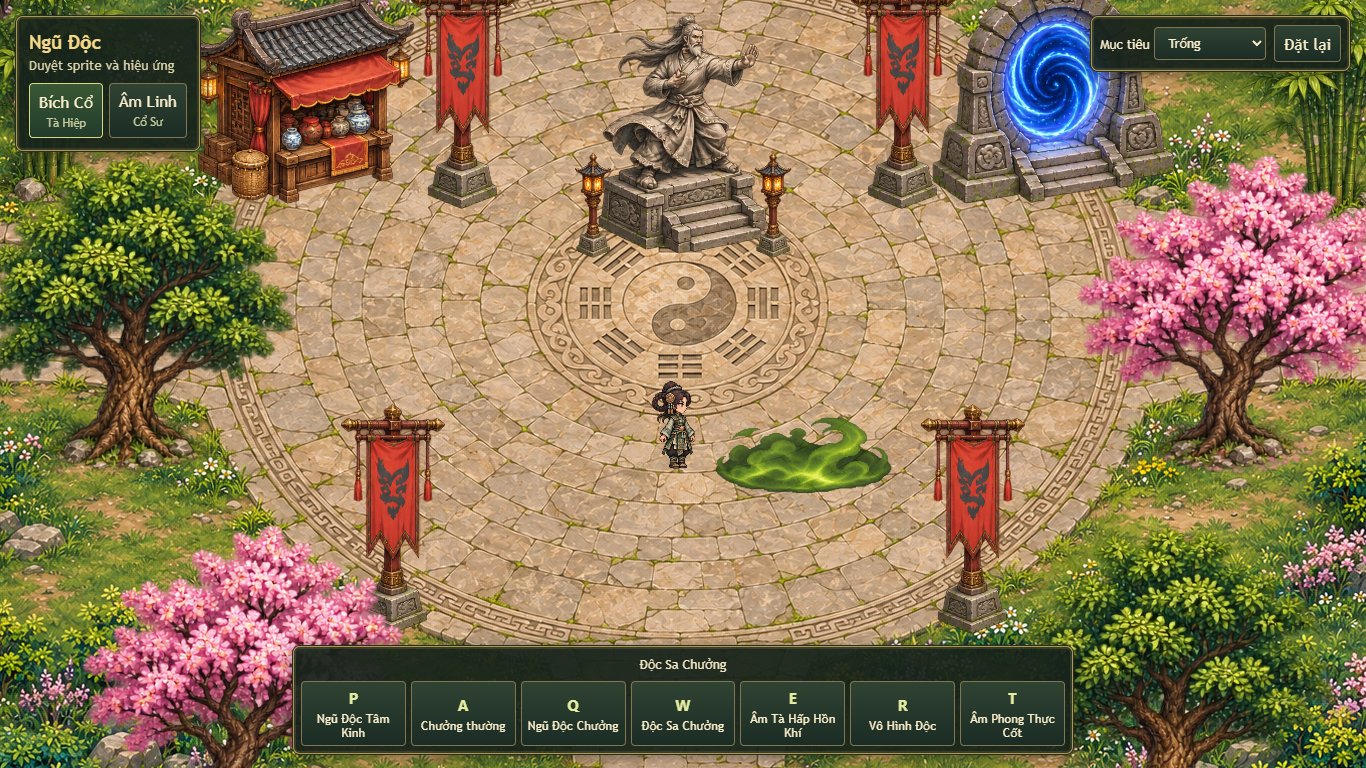 Ngũ Độc
Duyệt sprite và hiệu ứng
Bích Cổ
Tà Hiệp
Âm Linh
Cổ Sư
Mục tiêu
Trống
Đặt lại
Độc Sa Chưởng
P
Ngũ Độc Tâm
Kinh
A
Chưởng thường
Q
Ngũ Độc Chưởng
W
Độc Sa Chưởng
E
Âm Tà Hấp Hồn
Khí
R
Vô Hình Độc
T
Âm Phong Thực
Cốt